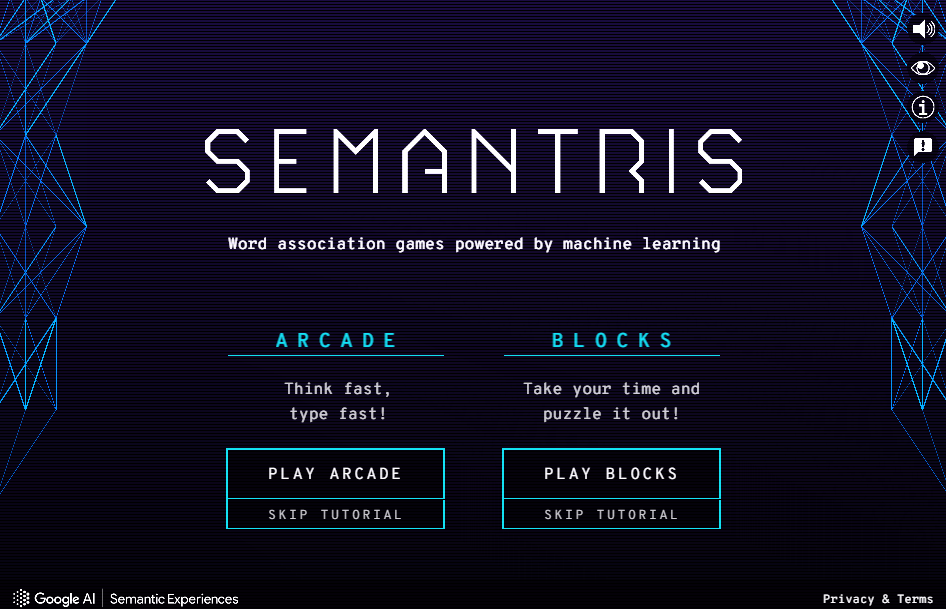 SEMANTRIS
Word association games powered by machine learning
ARCADE
Think fast,
type fast!
PLAY ARCADE
SKIP TUTORIAL
BLOCKS
Take your time and
puzzle it out!
PLAY BLOCKS
SKIP TUTORIAL
Google AI | Semantic Experiences
Privacy & Terms